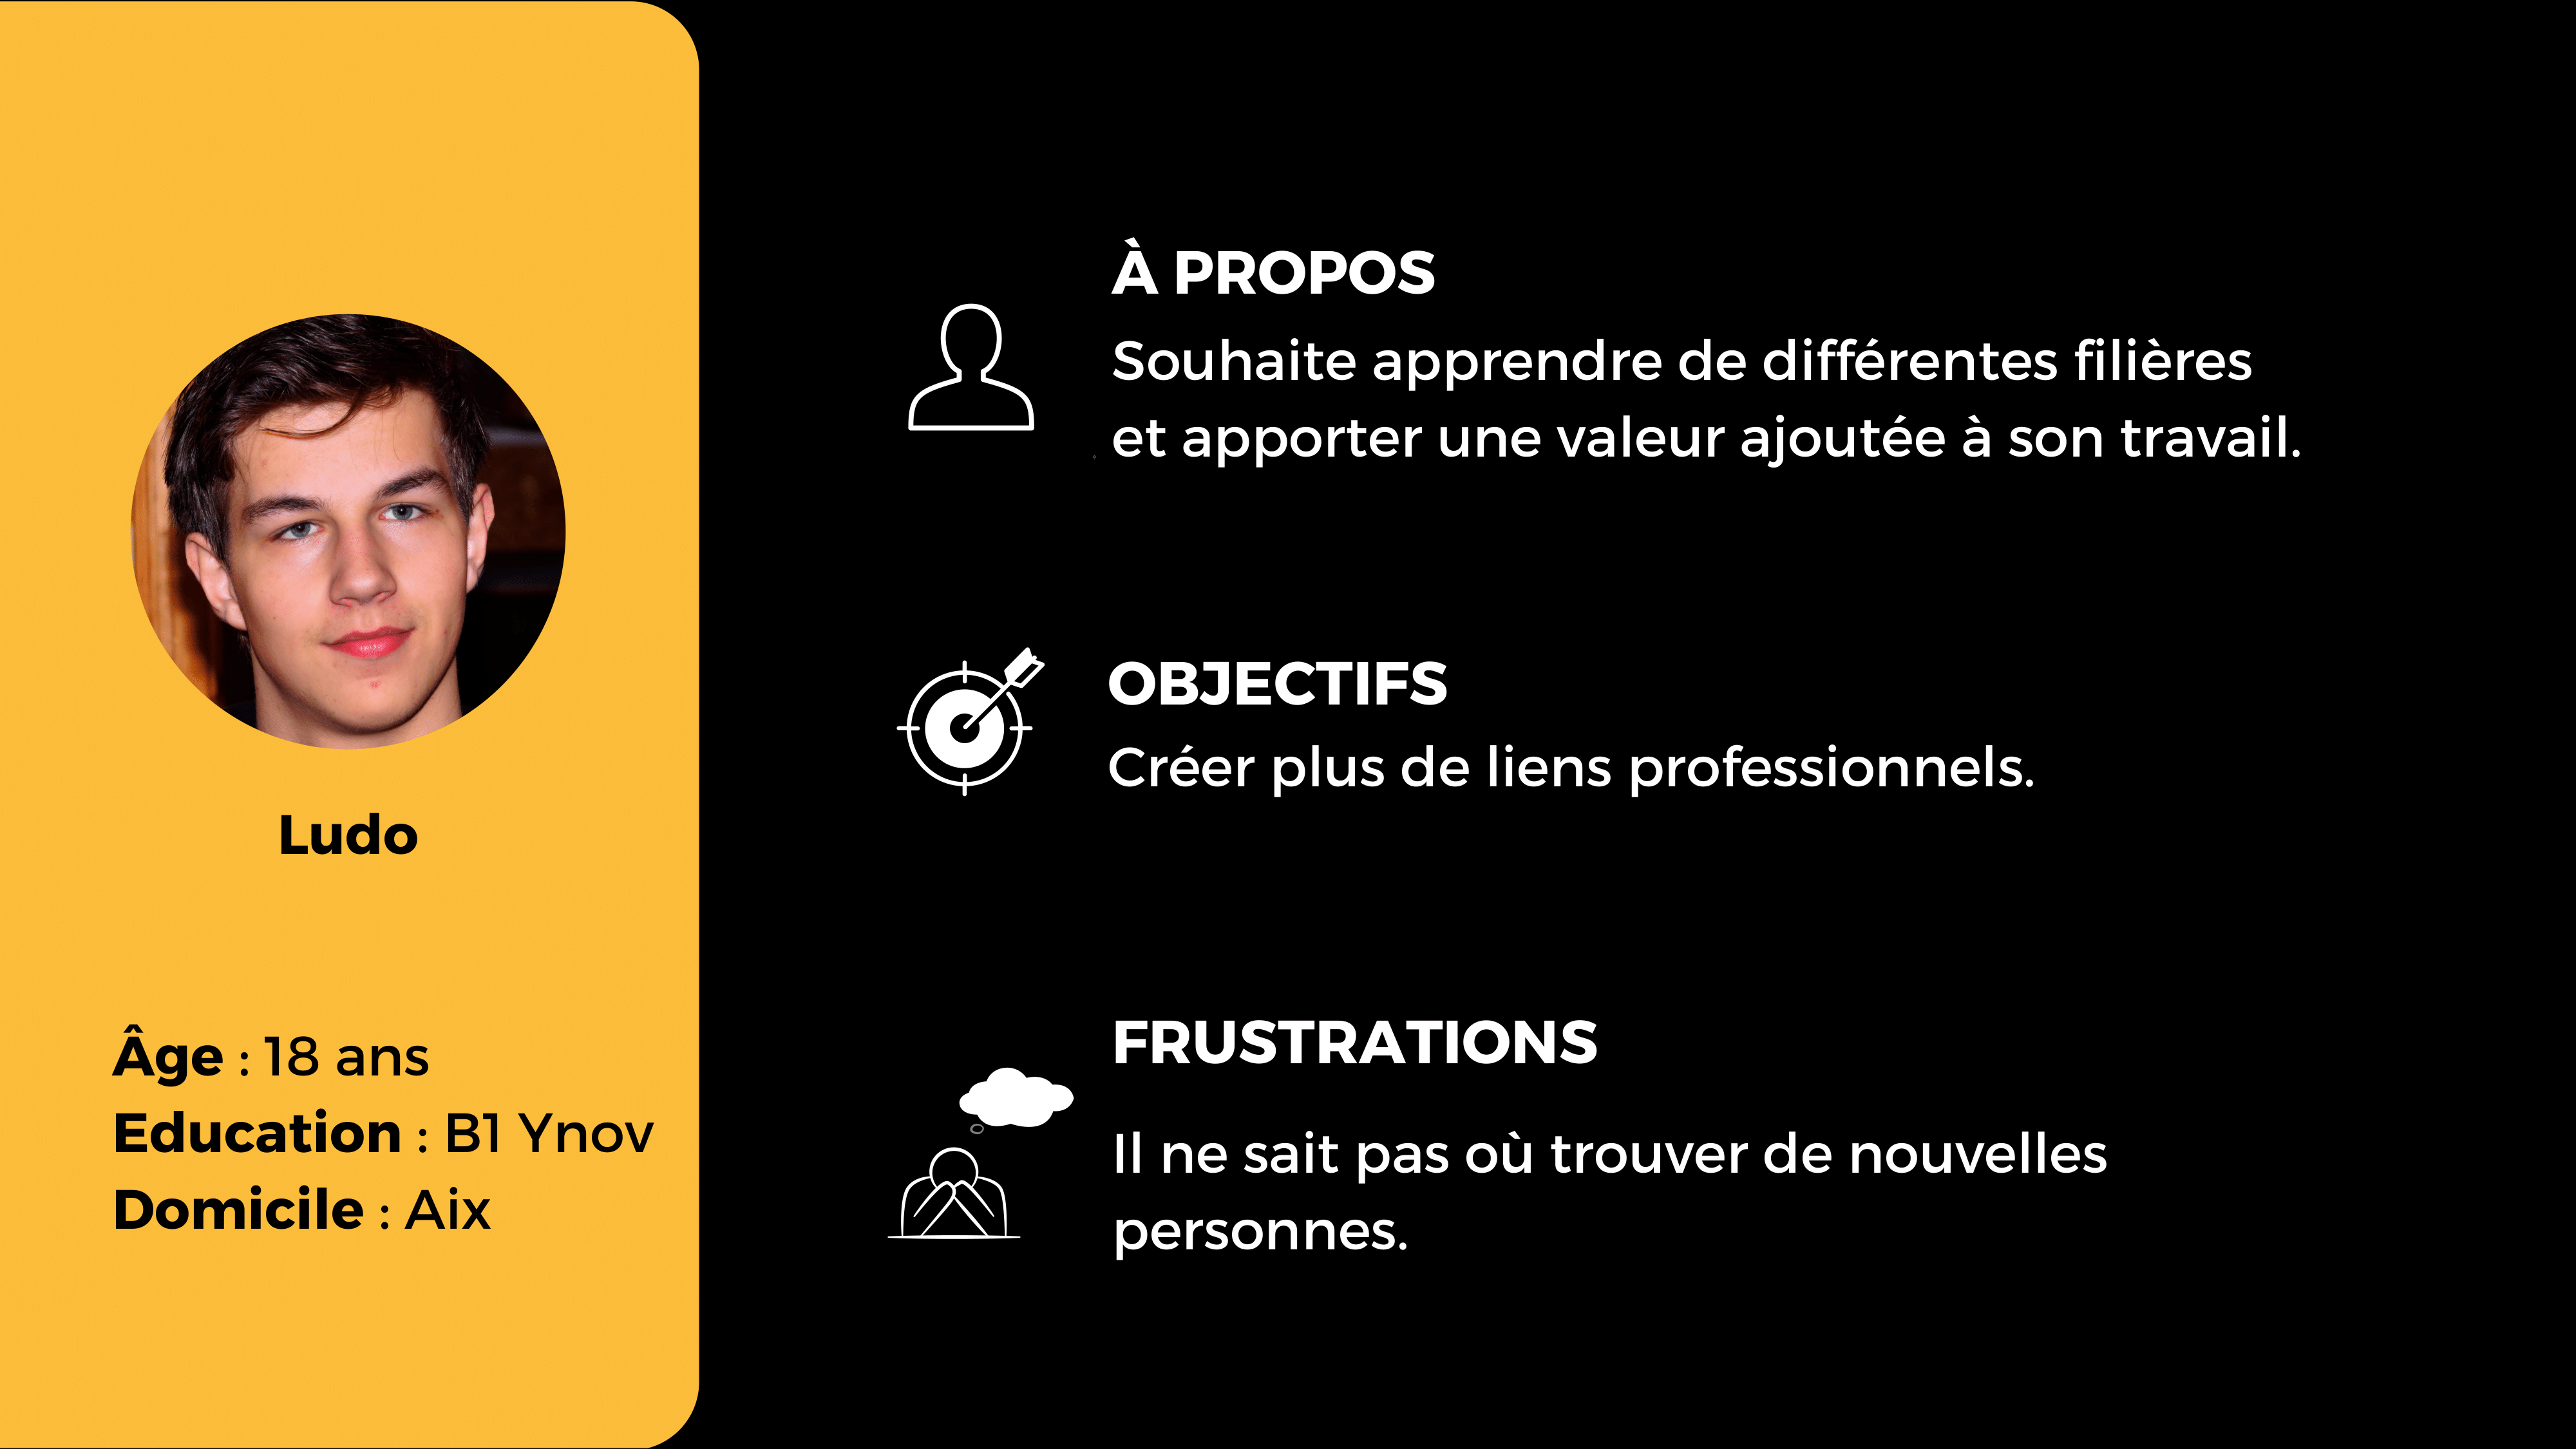 Ludo
Âge : 18 ans
Education : B1 Ynov
Domicile : Aix
À PROPOS
Souhaite apprendre de différentes filières
et apporter une valeur ajoutée à son travail.
OBJECTIFS
Créer plus de liens professionnels.
FRUSTRATIONS
Il ne sait pas où trouver de nouvelles
personnes.